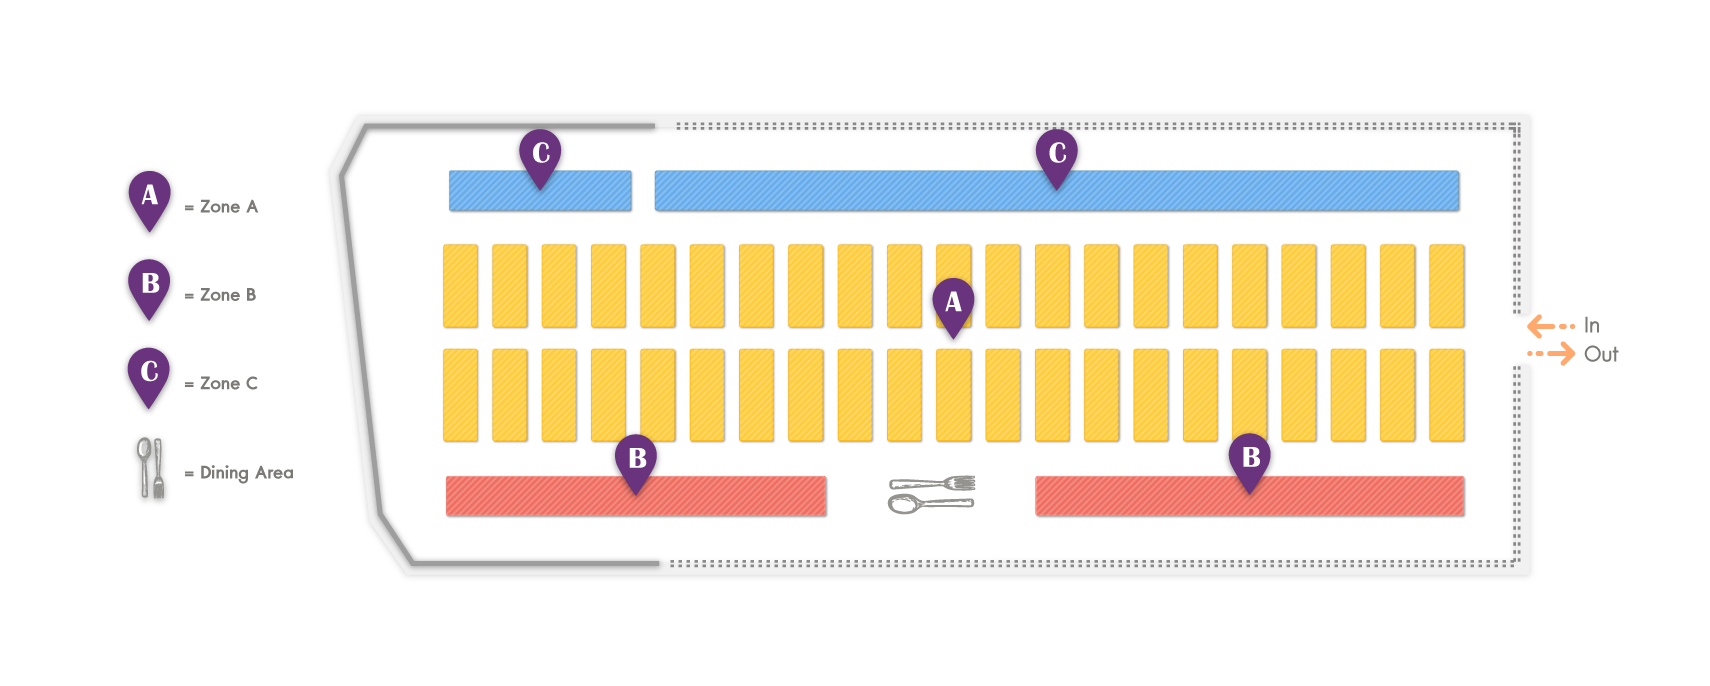 A = Zone A
B = Zone B
C = Zone C
= Dining Area
C
C
A
B
B
In
Out